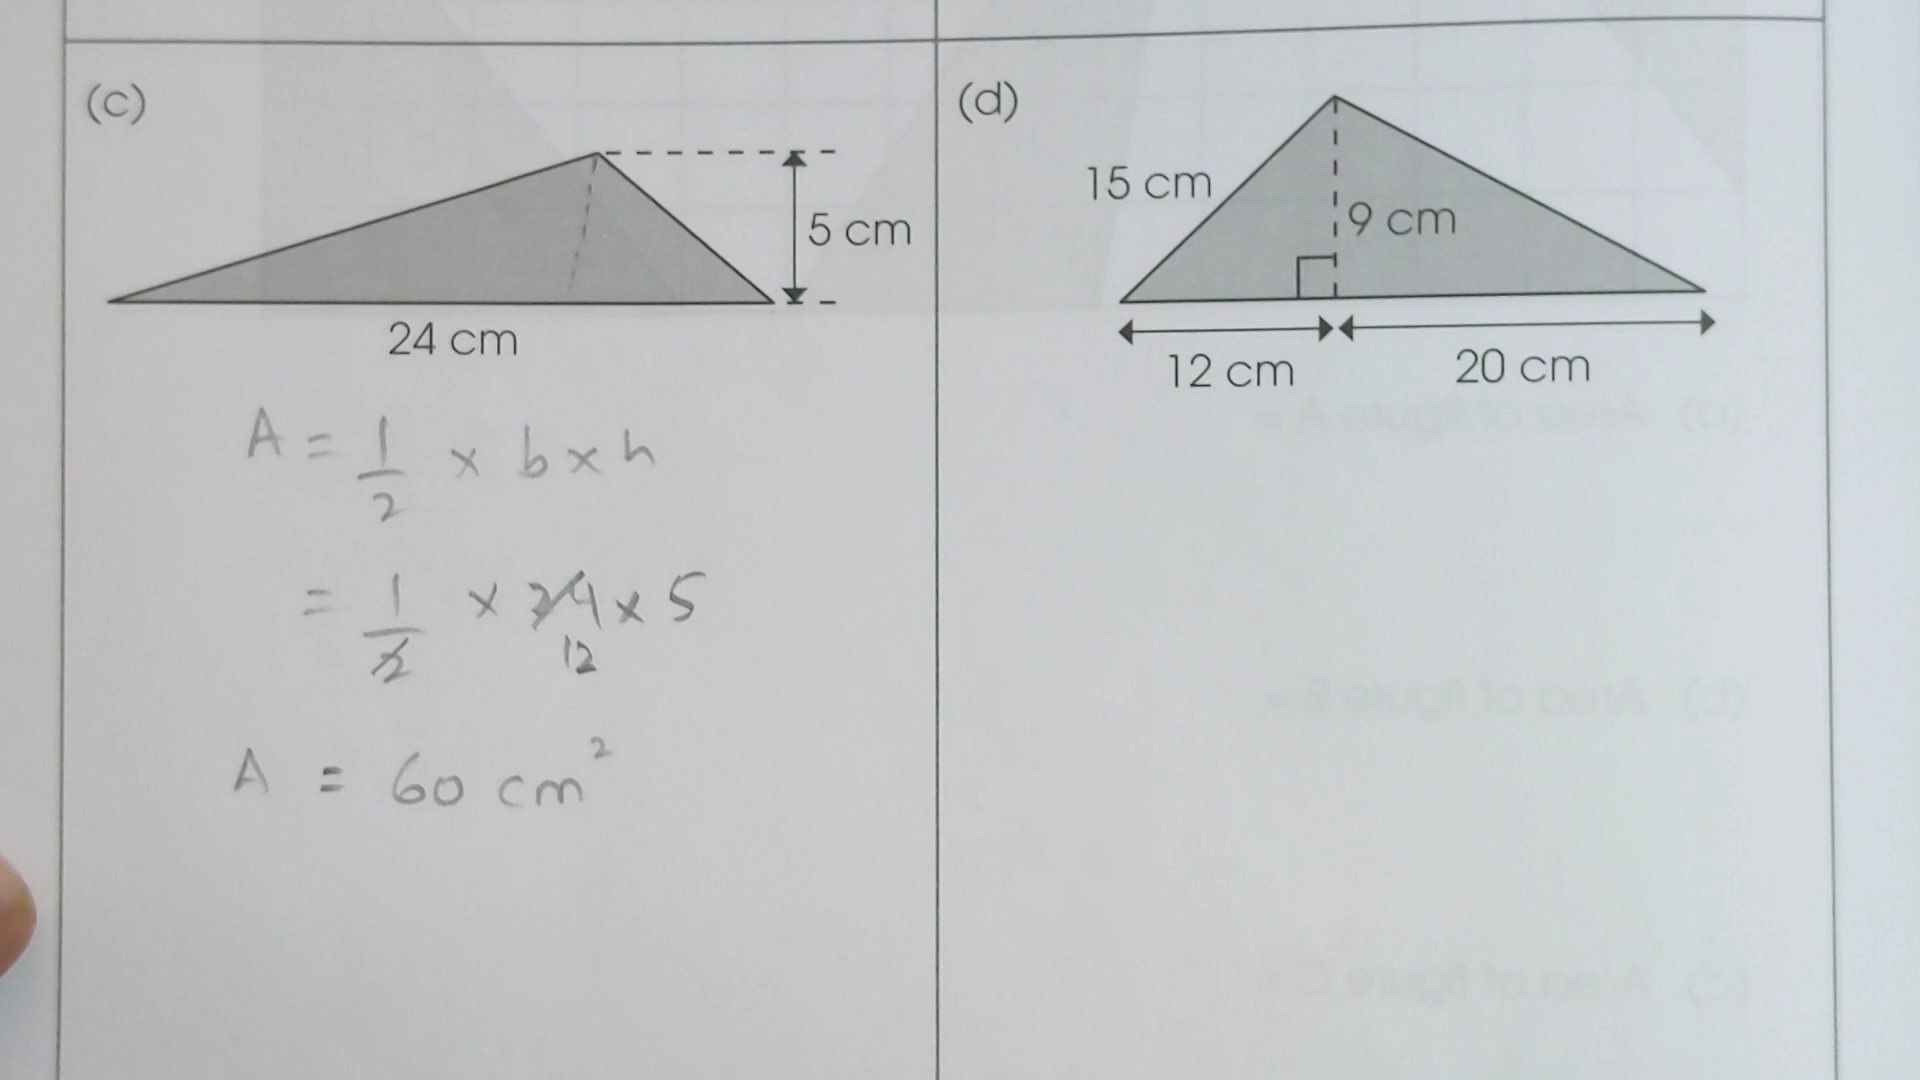 (c)
5 cm
24 cm
A = 1/2 × b × h
= 1/2 × 24 × 5
12
A = 60 cm²
(d)
15 cm
9 cm
12 cm
20 cm